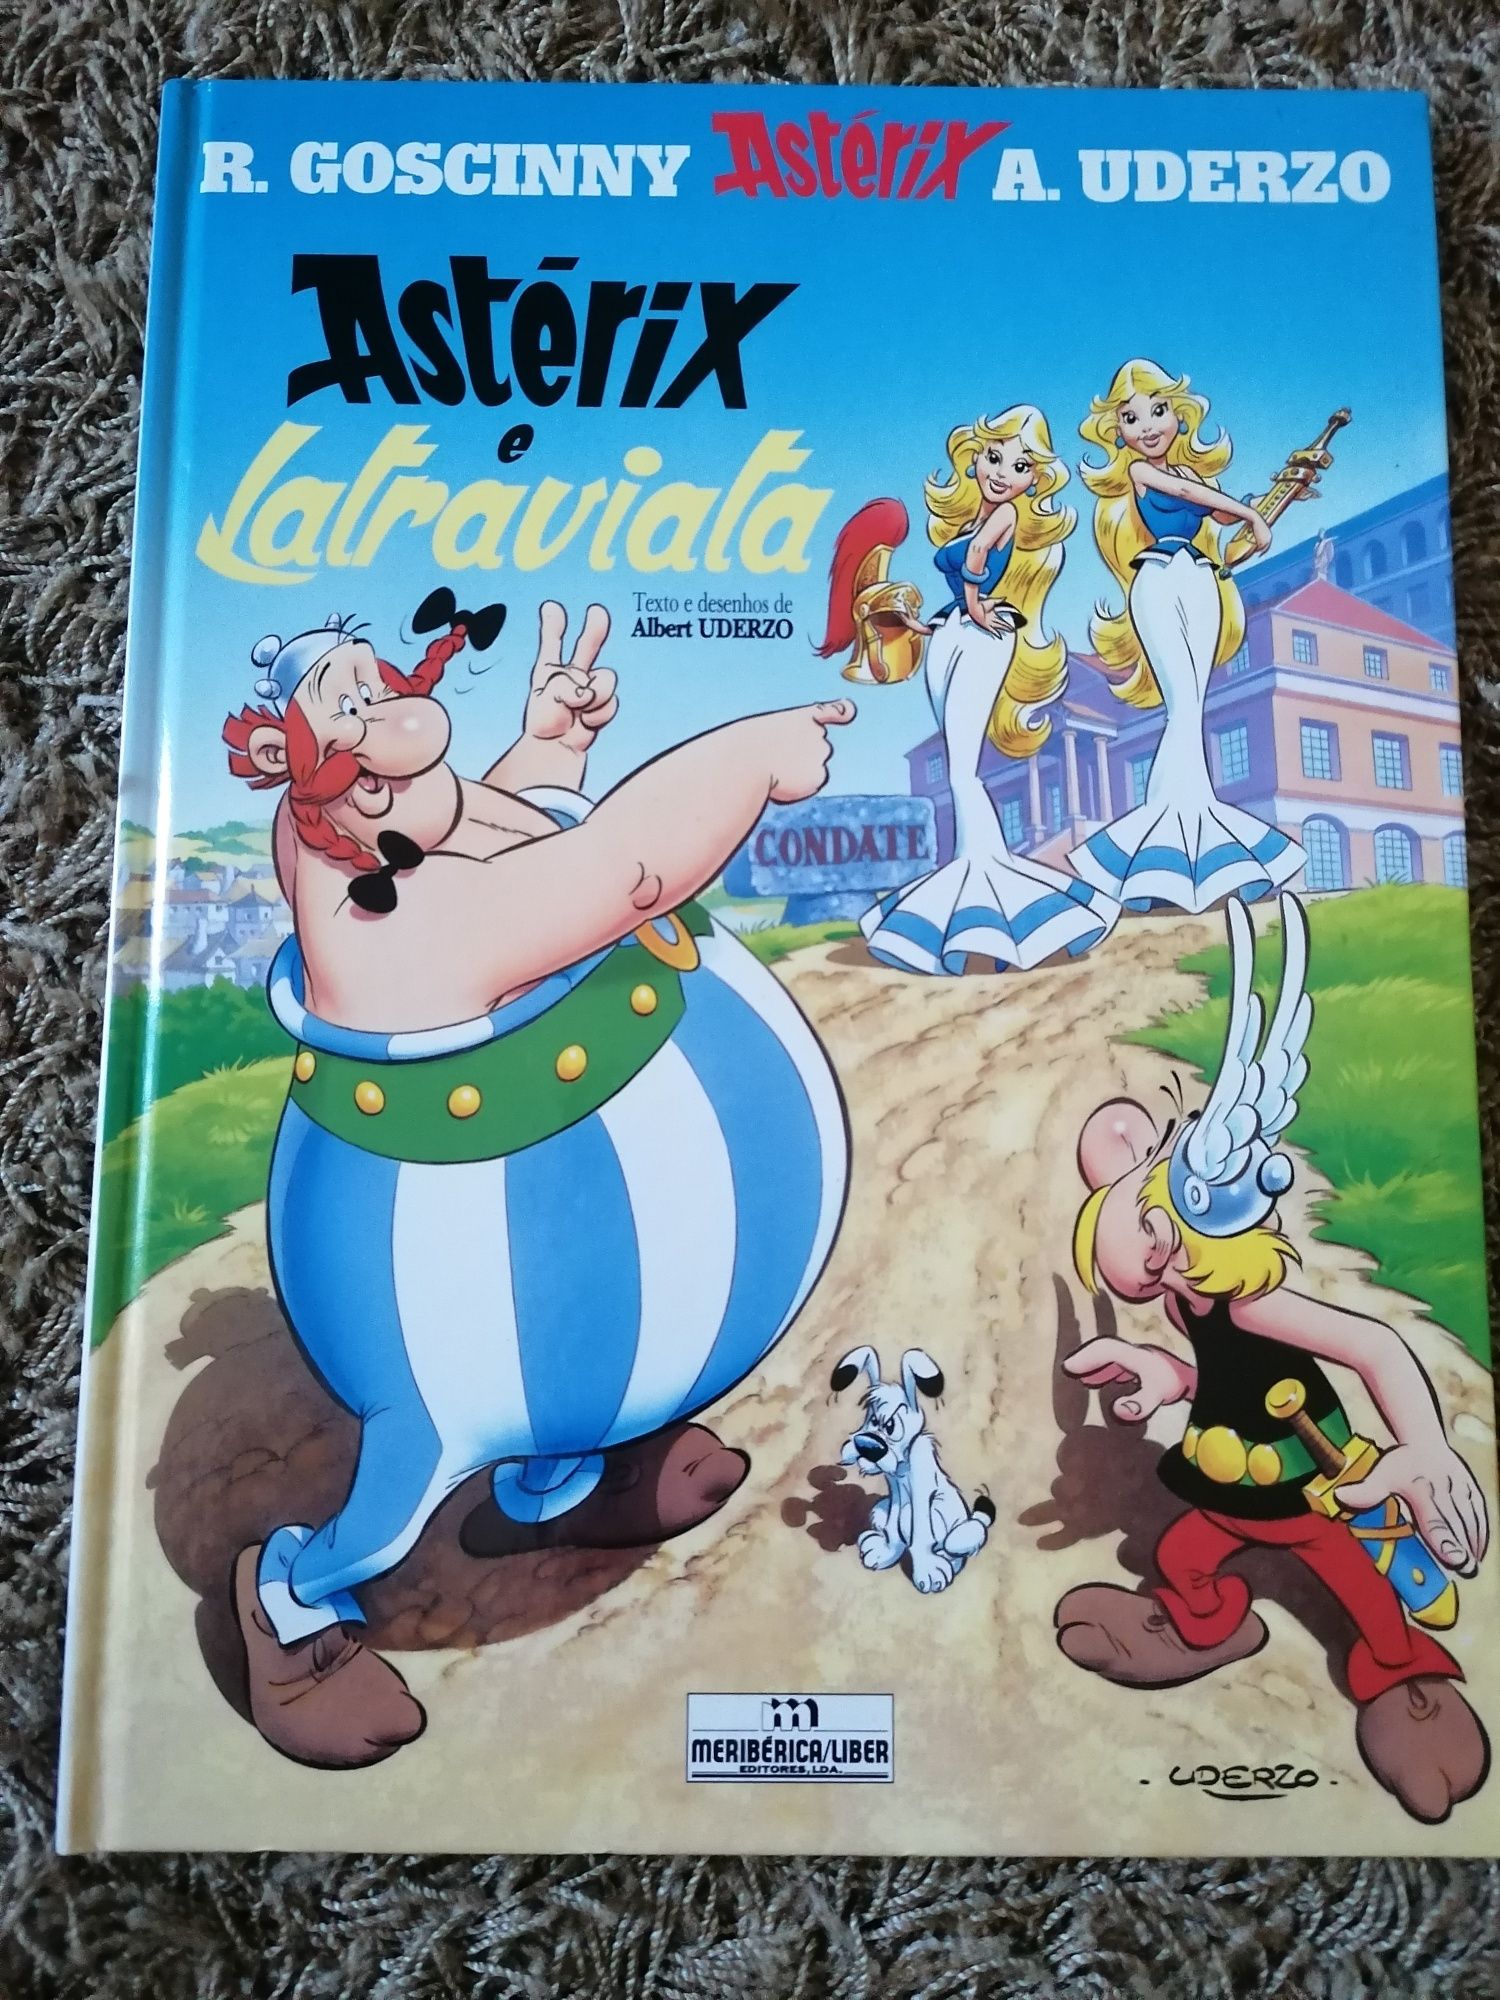 R. GOSCINNY Astérix A. UDERZO
Astérix
e
Latraviata
Texto e desenhos de
Albert UDERZO
CONDATE
m
MERIBÉRICA/LIBER
EDITORES, LDA.
. UDERZO .